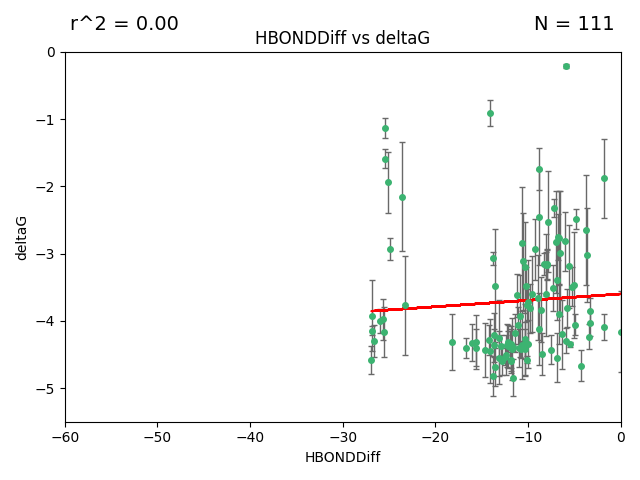 r^2 = 0.00
N = 111
HBONDDiff vs deltaG
0
−1
−2
−3
−4
−5
deltaG
−60
−50
−40
−30
−20
−10
0
HBONDDiff